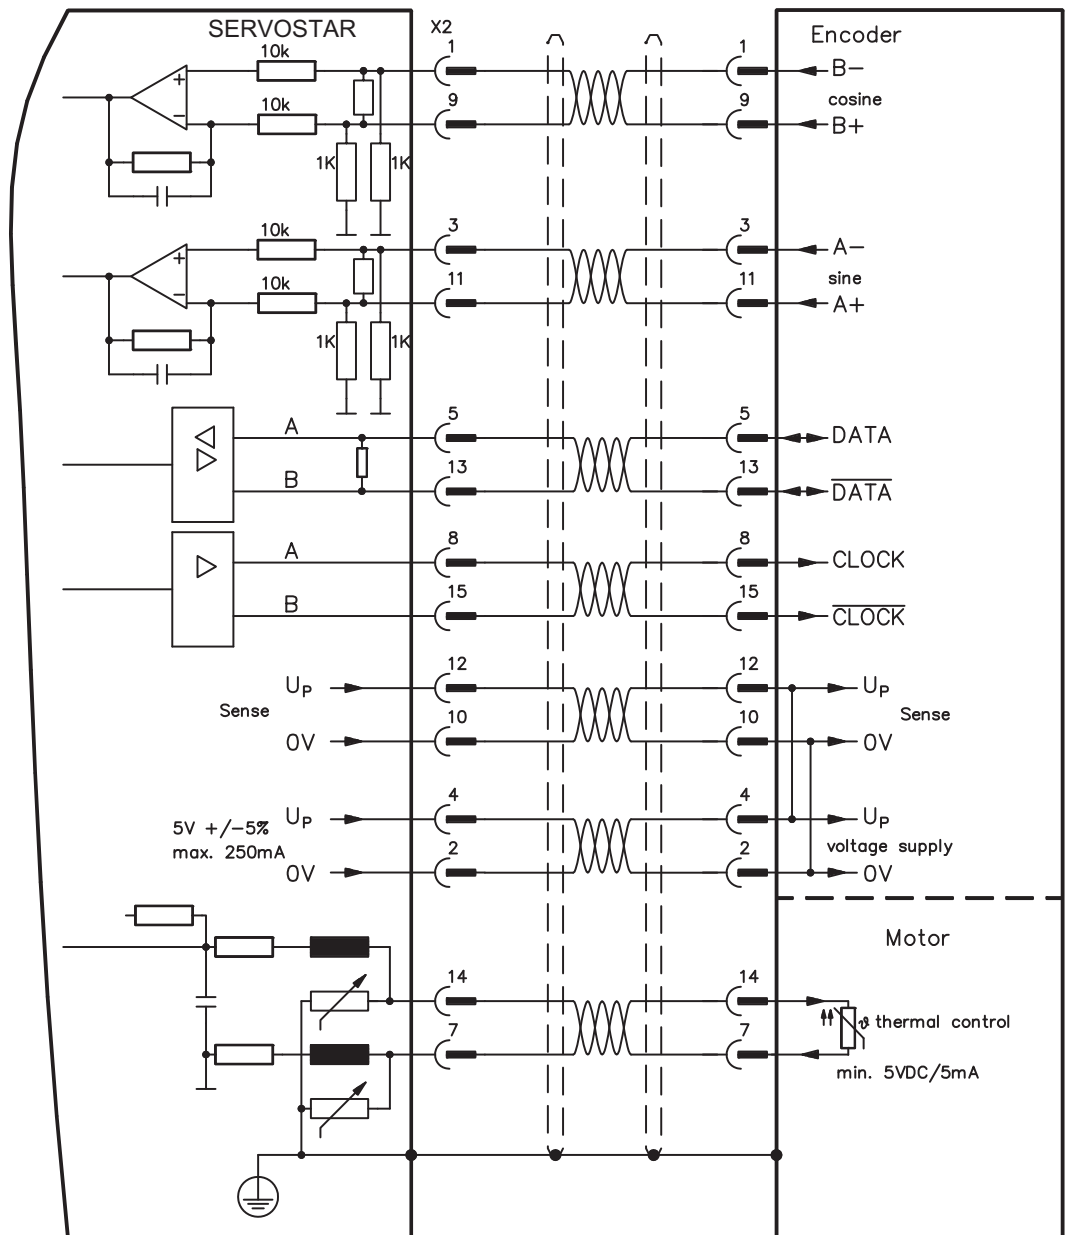 SERVOSTAR X2 Encoder
10k 1 1 B−
+
9 9 cosine
10k B+
−
1K 1K
10k 3 3 A−
+
sine
10k 11 11 A+
−
1K 1K
A 5 5 DATA
B 13 13 DATA
A 8 8 CLOCK
B 15 15 CLOCK
UP 12 12 UP
Sense Sense
0V 10 10 0V
5V +/−5% UP 4 4 UP
max. 250mA voltage supply
0V 2 2 0V
Motor
14 14
ϑ thermal control
7 7
min. 5VDC/5mA